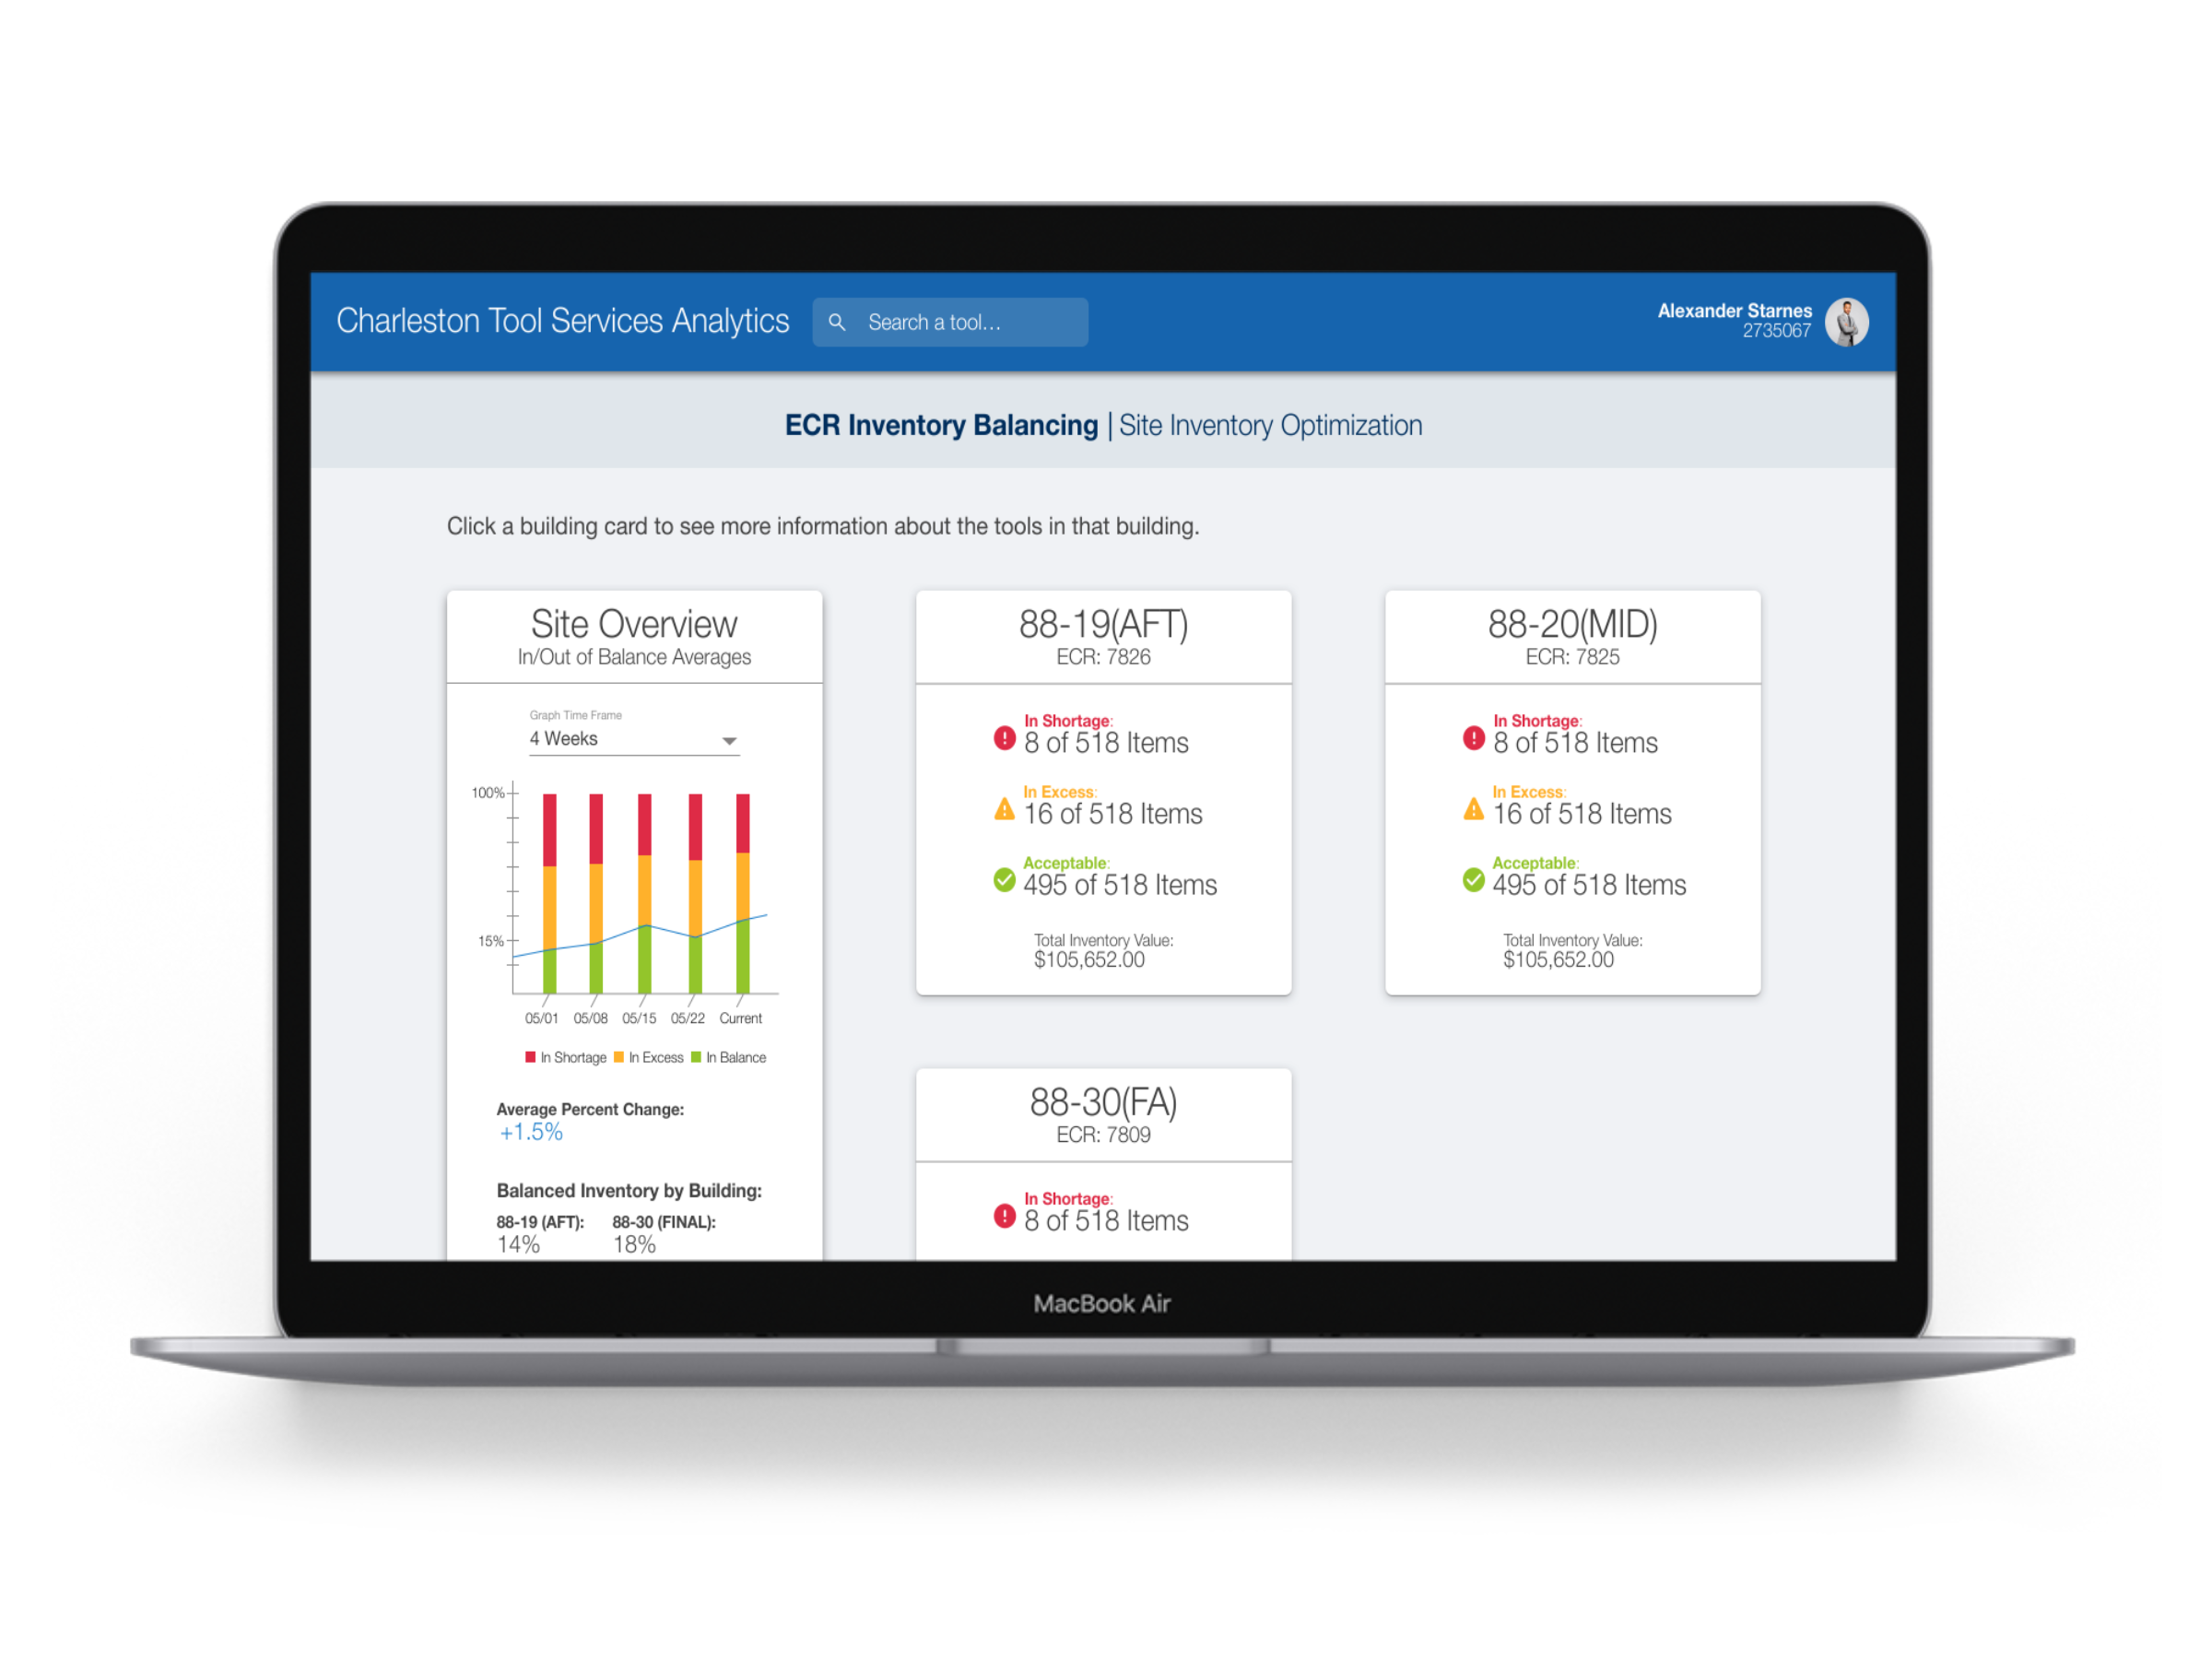 Charleston Tool Services Analytics
Search a tool...
Alexander Starnes
2735067
ECR Inventory Balancing | Site Inventory Optimization
Click a building card to see more information about the tools in that building.
Site Overview
In/Out of Balance Averages
Graph Time Frame
4 Weeks
100%
15%
05/01 05/08 05/15 05/22 Current
In Shortage In Excess In Balance
Average Percent Change:
+1.5%
Balanced Inventory by Building:
88-19 (AFT): 88-30 (FINAL):
14% 18%
88-19(AFT)
ECR: 7826
In Shortage:
8 of 518 Items
In Excess:
16 of 518 Items
Acceptable:
495 of 518 Items
Total Inventory Value:
$105,652.00
88-20(MID)
ECR: 7825
In Shortage:
8 of 518 Items
In Excess:
16 of 518 Items
Acceptable:
495 of 518 Items
Total Inventory Value:
$105,652.00
88-30(FA)
ECR: 7809
In Shortage:
8 of 518 Items
MacBook Air